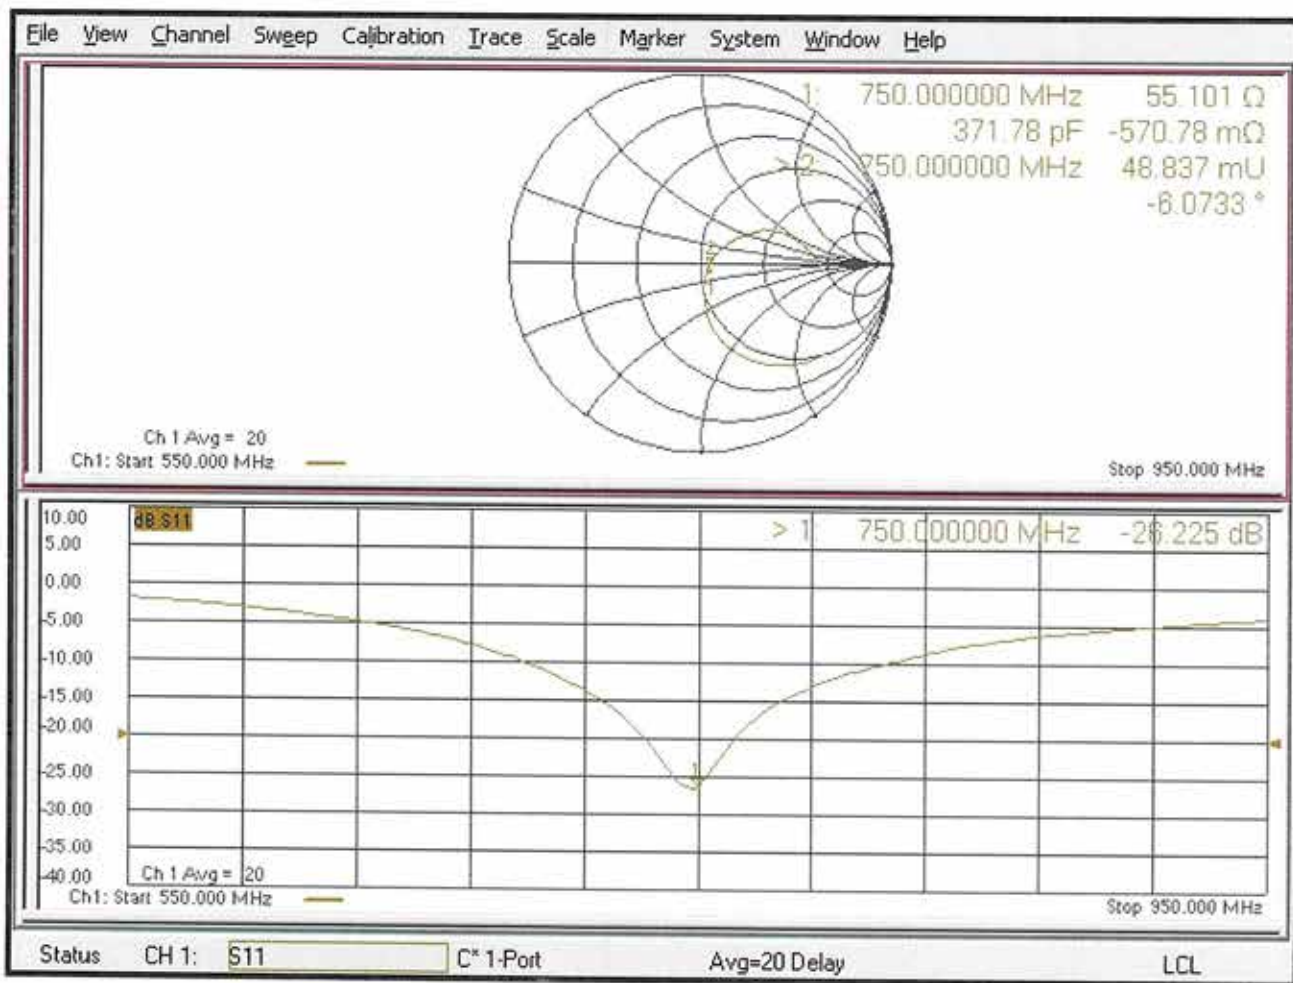 File View Channel Sweep Calibration Trace Scale Marker System Window Help
1: 750.000000 MHz 55.101 Ω
371.78 pF -570.78 mΩ
> 2: 750.000000 MHz 48.837 mU
-6.0733 °
Ch 1 Avg = 20
Ch1: Start 550.000 MHz
Stop 950.000 MHz
dB S11
> 1: 750.000000 MHz -26.225 dB
10.00
5.00
0.00
-5.00
-10.00
-15.00
-20.00
-25.00
-30.00
-35.00
-40.00
1
Ch 1 Avg = 20
Ch1: Start 550.000 MHz
Stop 950.000 MHz
Status CH 1: S11 C* 1-Port Avg=20 Delay LCL